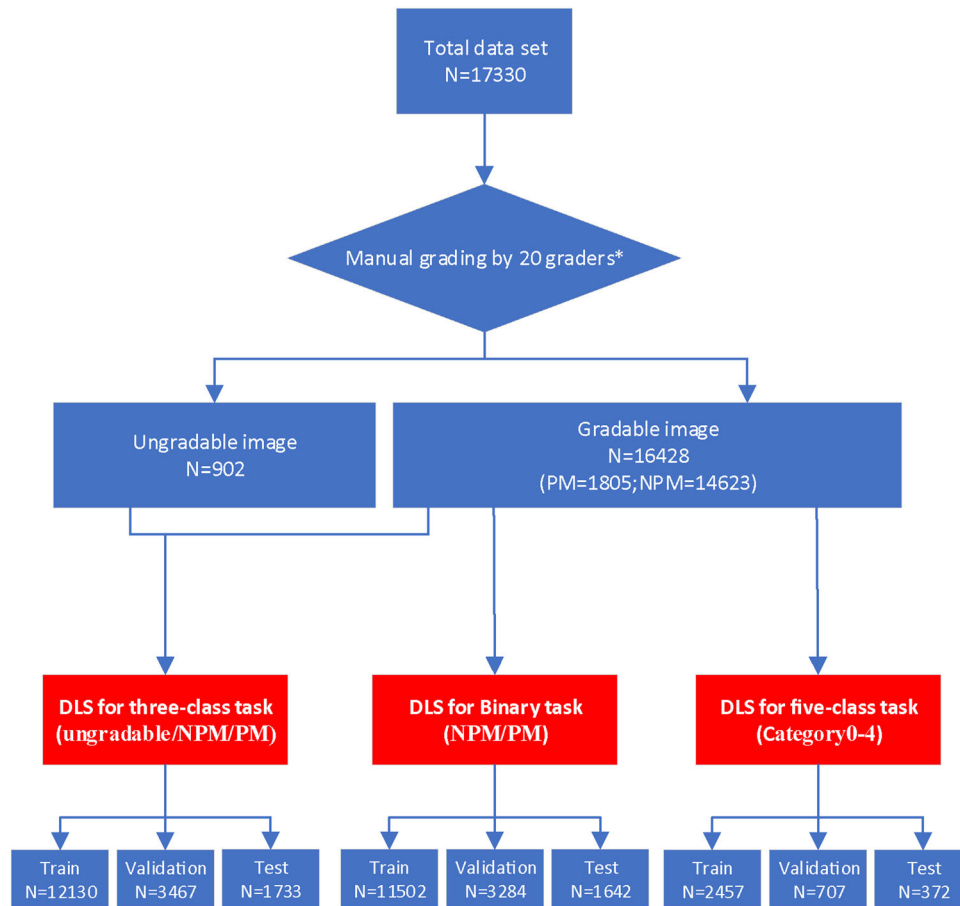 Total data set
N=17330
Manual grading by 20 graders*
Ungradable image
N=902
Gradable image
N=16428
(PM=1805;NPM=14623)
DLS for three-class task
(ungradable/NPM/PM)
DLS for Binary task
(NPM/PM)
DLS for five-class task
(Category0-4)
Train
N=12130
Validation
N=3467
Test
N=1733
Train
N=11502
Validation
N=3284
Test
N=1642
Train
N=2457
Validation
N=707
Test
N=372